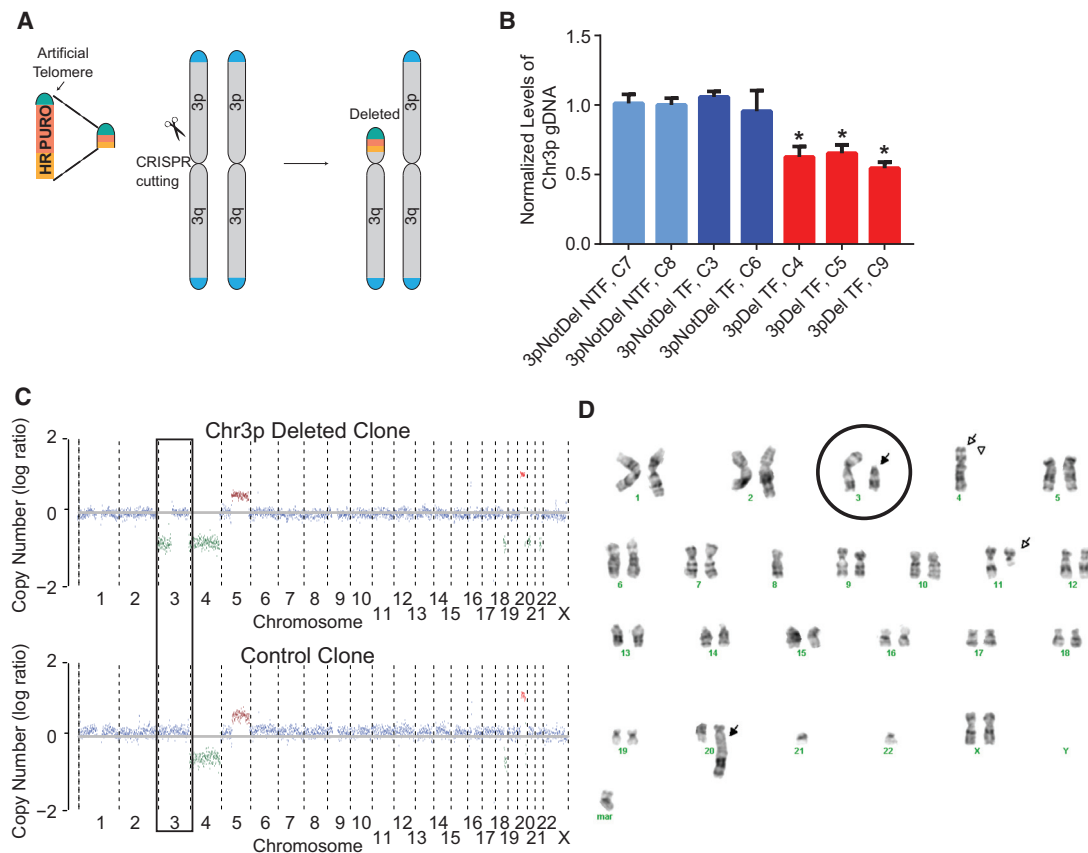 A
Artificial
Telomere
HR PURO
CRISPR
cutting
3p
3p
3q
3q
Deleted
3p
3q
3q
B
Normalized Levels of
Chr3p gDNA
1.5
1.0
0.5
0.0
* * *
3pNotDel NTF, C7
3pNotDel NTF, C8
3pNotDel TF, C3
3pNotDel TF, C6
3pDel TF, C4
3pDel TF, C5
3pDel TF, C9
C
Chr3p Deleted Clone
Copy Number (log ratio)
2
0
−2
1 2 3 4 5 6 7 8 9 10 11 12 13 14 15 16 17 18 19 20 21 22 X
Chromosome
Control Clone
Copy Number (log ratio)
2
0
−2
1 2 3 4 5 6 7 8 9 10 11 12 13 14 15 16 17 18 19 20 21 22 X
Chromosome
D
1 2 3 4 5
6 7 8 9 10 11 12
13 14 15 16 17 18
19 20 21 22 X Y
mar